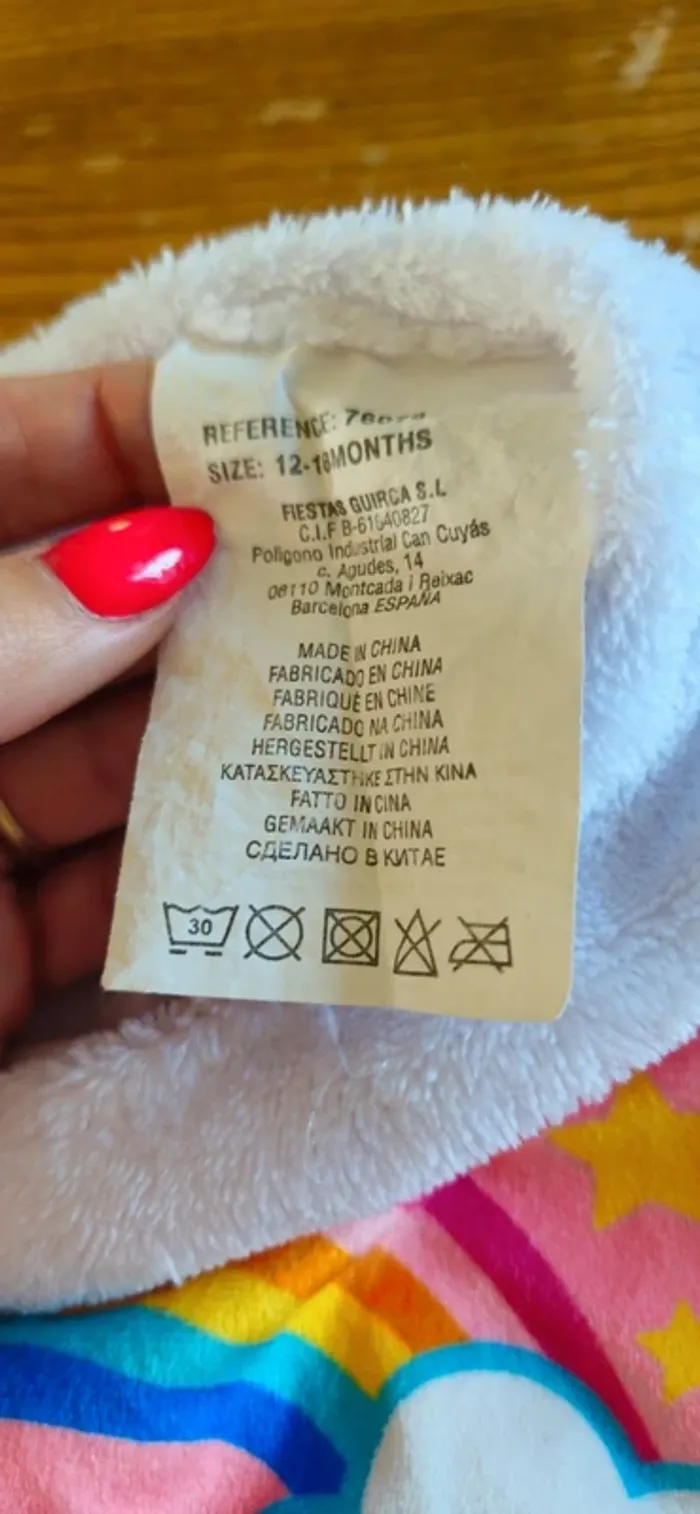 REFERENCE:
SIZE: 12-18MONTHS
FIESTAS GUIRCA S.L
C.I.F B-61640827
Poligono Industrial Can Cuyás
c. Agudes, 14
08110 Montcada i Reixac
Barcelona ESPAÑA
MADE IN CHINA
FABRICADO EN CHINA
FABRIQUÉ EN CHINE
FABRICADO NA CHINA
HERGESTELLT IN CHINA
ΚΑΤΑΣΚΕΥΑΣΤΗΚΕ ΣΤΗΝ ΚΙΝΑ
FATTO IN CINA
GEMAAKT IN CHINA
СДЕЛАНО В КИТАЕ
30